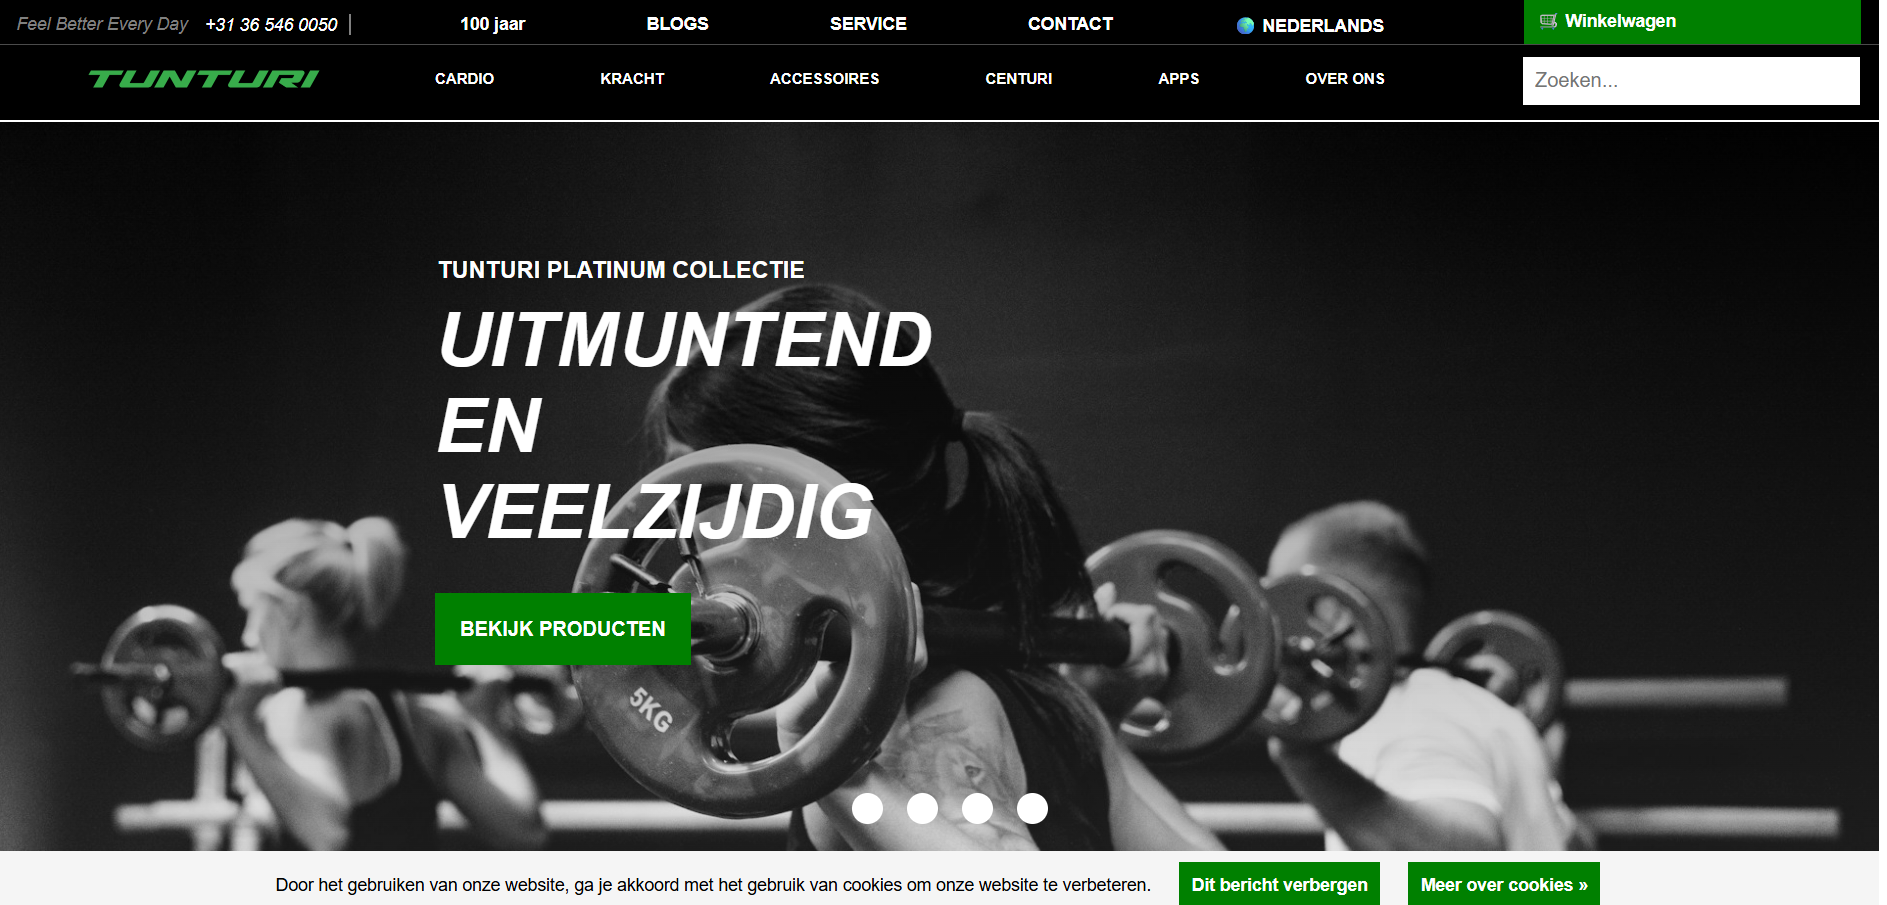 Feel Better Every Day +31 36 546 0050 | 100 jaar BLOGS SERVICE CONTACT NEDERLANDS Winkelwagen
TUNTURI CARDIO KRACHT ACCESSOIRES CENTURI APPS OVER ONS Zoeken...
TUNTURI PLATINUM COLLECTIE
UITMUNTEND
EN
VEELZIJDIG
BEKIJK PRODUCTEN
5KG
Door het gebruiken van onze website, ga je akkoord met het gebruik van cookies om onze website te verbeteren. Dit bericht verbergen Meer over cookies »